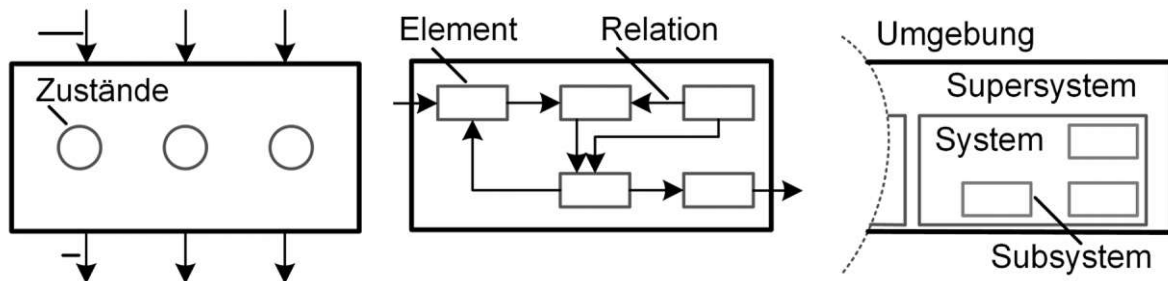 Zustände
Element
Relation
Umgebung
Supersystem
System
Subsystem